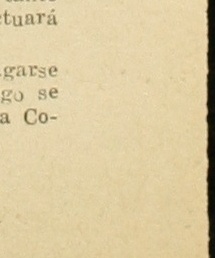 ctuará
garse
go se
a Co-